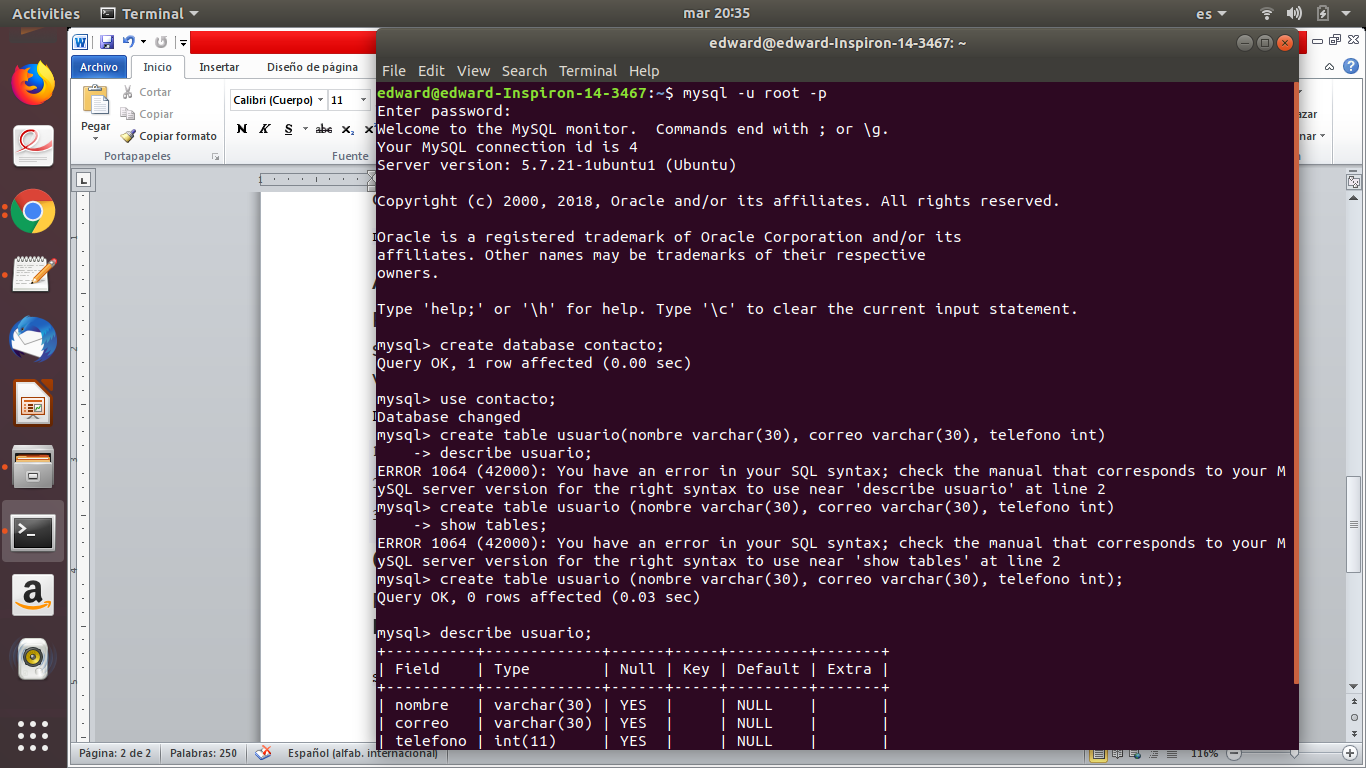 Activities
Terminal
mar 20:35
es
edward@edward-Inspiron-14-3467: ~
Archivo
Inicio
Insertar
Diseño de página
File Edit View Search Terminal Help
Pegar
Cortar
Copiar
Copiar formato
Portapapeles
Calibri (Cuerpo)
11
N K S abc x₂
Fuente
edward@edward-Inspiron-14-3467:~$ mysql -u root -p
Enter password:
Welcome to the MySQL monitor.  Commands end with ; or \g.
Your MySQL connection id is 4
Server version: 5.7.21-1ubuntu1 (Ubuntu)
Copyright (c) 2000, 2018, Oracle and/or its affiliates. All rights reserved.
Oracle is a registered trademark of Oracle Corporation and/or its
affiliates. Other names may be trademarks of their respective
owners.
Type 'help;' or '\h' for help. Type '\c' to clear the current input statement.
mysql> create database contacto;
Query OK, 1 row affected (0.00 sec)
mysql> use contacto;
Database changed
mysql> create table usuario(nombre varchar(30), correo varchar(30), telefono int)
    -> describe usuario;
ERROR 1064 (42000): You have an error in your SQL syntax; check the manual that corresponds to your M
ySQL server version for the right syntax to use near 'describe usuario' at line 2
mysql> create table usuario (nombre varchar(30), correo varchar(30), telefono int)
    -> show tables;
ERROR 1064 (42000): You have an error in your SQL syntax; check the manual that corresponds to your M
ySQL server version for the right syntax to use near 'show tables' at line 2
mysql> create table usuario (nombre varchar(30), correo varchar(30), telefono int);
Query OK, 0 rows affected (0.03 sec)
mysql> describe usuario;
+----------+-------------+------+-----+---------+-------+
| Field    | Type        | Null | Key | Default | Extra |
+----------+-------------+------+-----+---------+-------+
| nombre   | varchar(30) | YES  |     | NULL    |       |
| correo   | varchar(30) | YES  |     | NULL    |       |
| telefono | int(11)     | YES  |     | NULL    |       |
Página: 2 de 2
Palabras: 250
Español (alfab. internacional)
116%